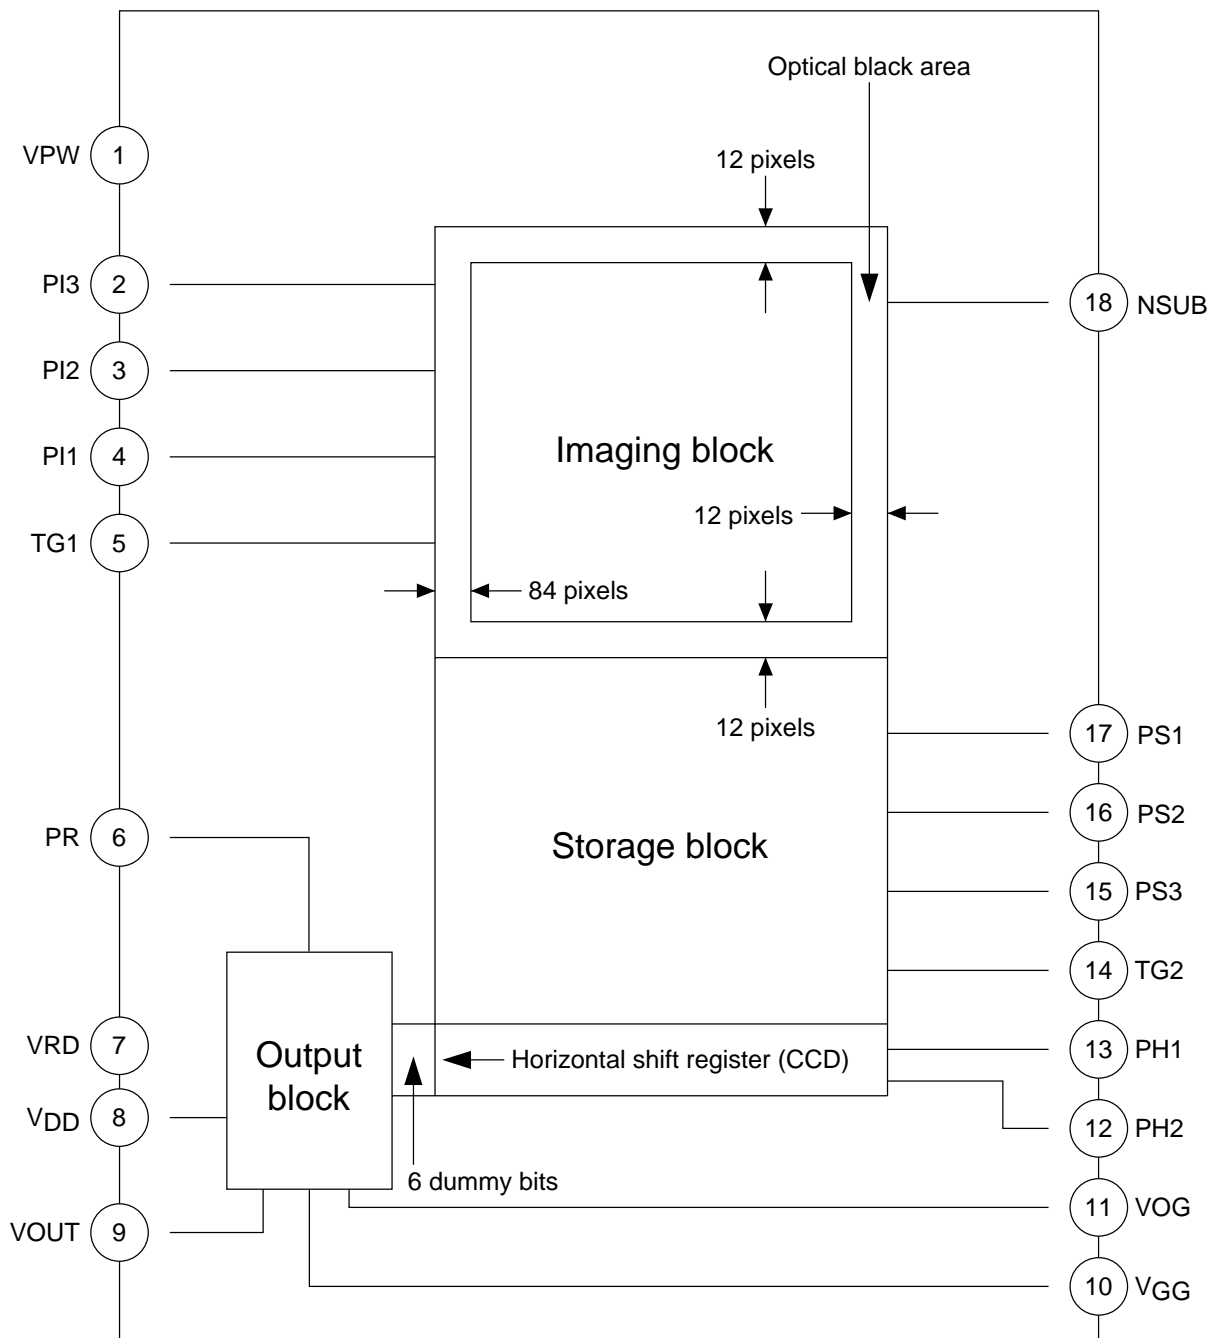 Optical black area
12 pixels
VPW 1
PI3 2
18 NSUB
PI2 3
Imaging block
PI1 4
12 pixels
TG1 5
84 pixels
12 pixels
17 PS1
16 PS2
PR 6
Storage block
15 PS3
14 TG2
VRD 7
Output
block
Horizontal shift register (CCD)
13 PH1
VDD 8
12 PH2
6 dummy bits
11 VOG
VOUT 9
10 VGG